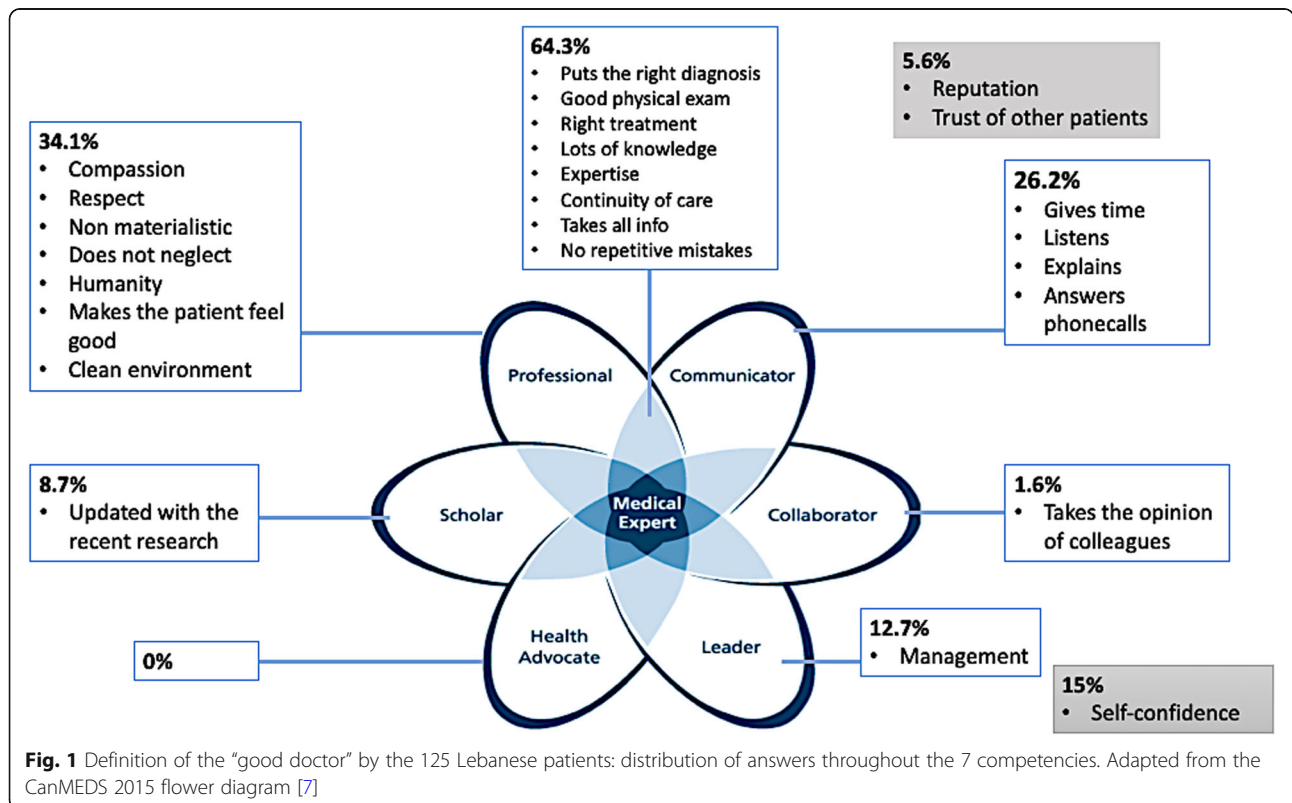 64.3%
• Puts the right diagnosis
• Good physical exam
• Right treatment
• Lots of knowledge
• Expertise
• Continuity of care
• Takes all info
• No repetitive mistakes
5.6%
• Reputation
• Trust of other patients
34.1%
• Compassion
• Respect
• Non materialistic
• Does not neglect
• Humanity
• Makes the patient feel
good
• Clean environment
26.2%
• Gives time
• Listens
• Explains
• Answers
phonecalls
Professional
Communicator
8.7%
• Updated with the
recent research
Scholar
Medical
Expert
Collaborator
1.6%
• Takes the opinion
of colleagues
0%
Health
Advocate
Leader
12.7%
• Management
15%
• Self-confidence
Fig. 1 Definition of the “good doctor” by the 125 Lebanese patients: distribution of answers throughout the 7 competencies. Adapted from the
CanMEDS 2015 flower diagram [7]